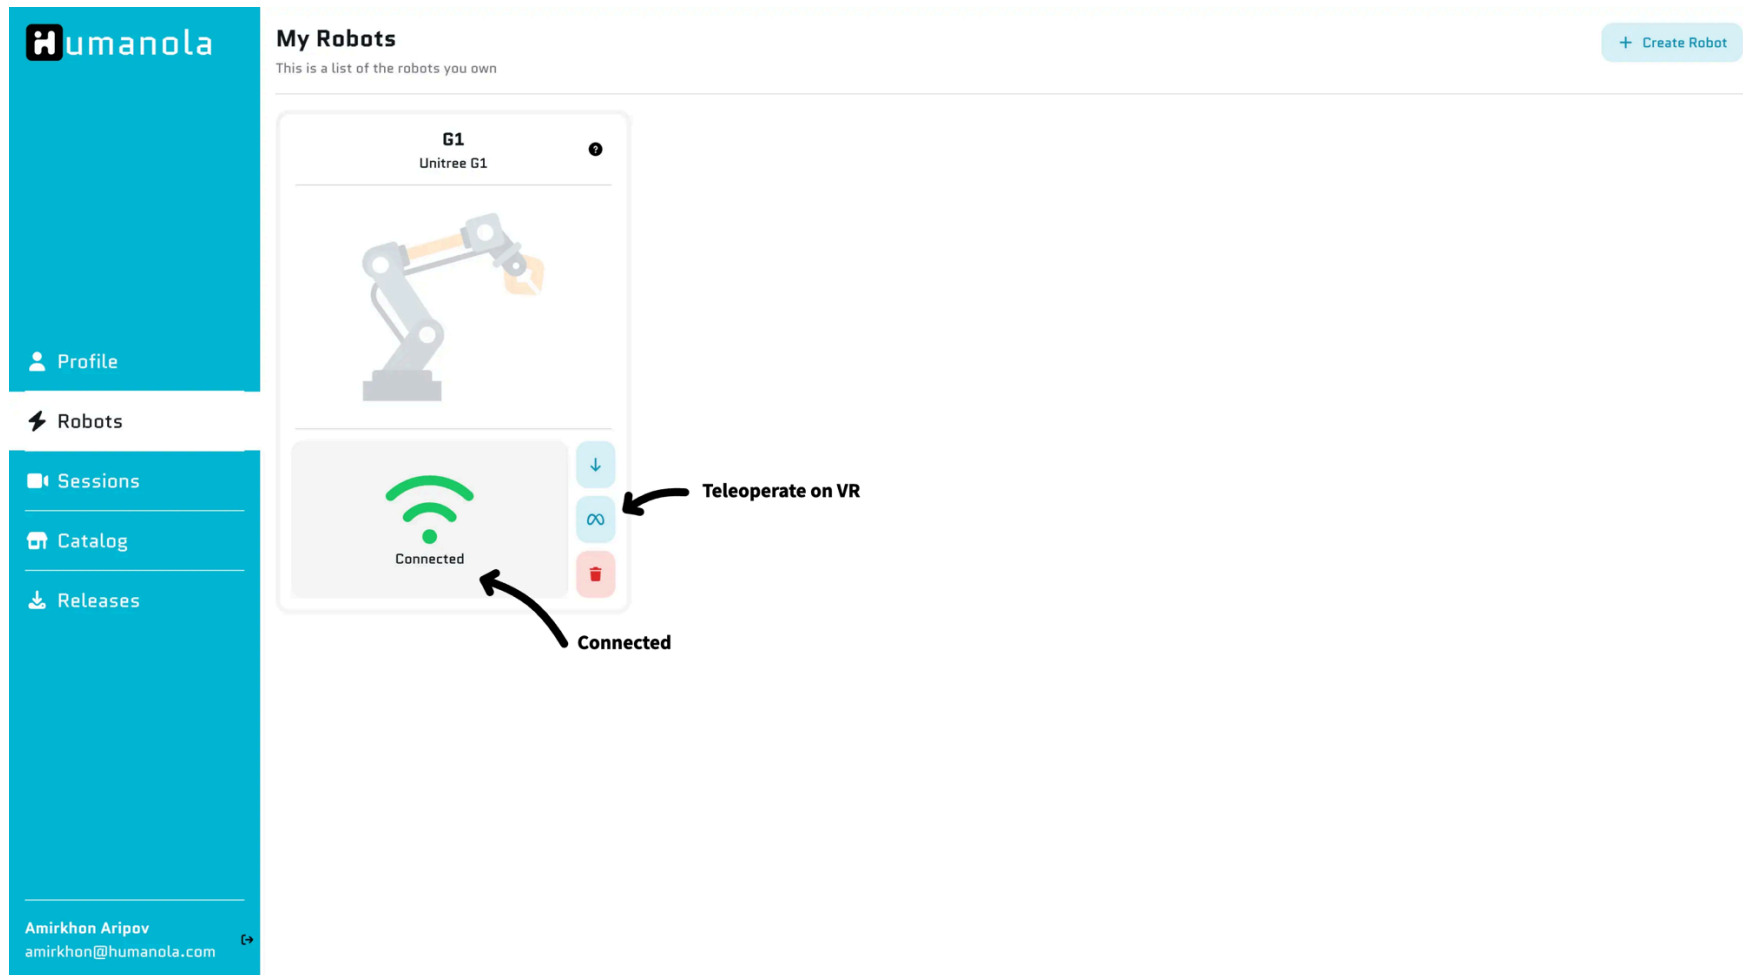 Humanola
My Robots
This is a list of the robots you own
+ Create Robot
G1
Unitree G1
Profile
Robots
Sessions
Catalog
Releases
Connected
Teleoperate on VR
Connected
Amirkhon Aripov
amirkhon@humanola.com